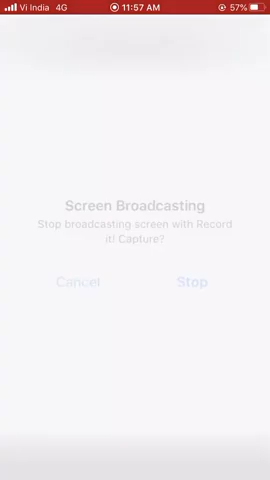 Vi India 4G 11:57 AM 57%
Screen Broadcasting
Stop broadcasting screen with Record
it! Capture?
Cancel Stop